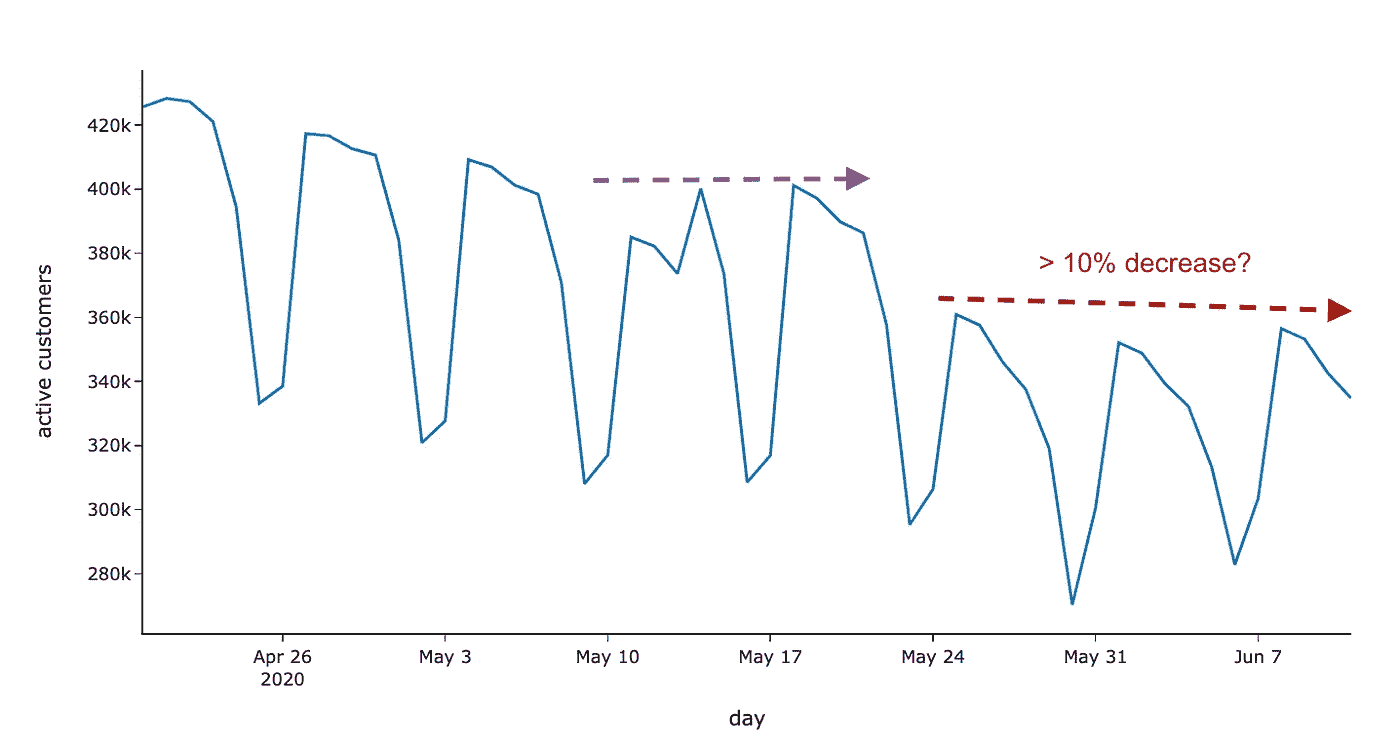 420k
400k
380k
360k
340k
320k
300k
280k
active customers
> 10% decrease?
Apr 26
2020
May 3
May 10
May 17
May 24
May 31
Jun 7
day